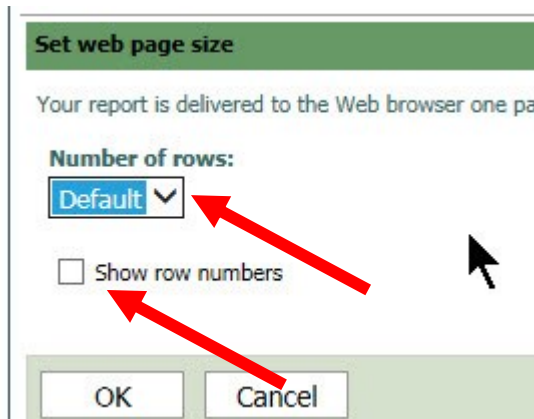 Set web page size
Your report is delivered to the Web browser one pa
Number of rows:
Default
Show row numbers
OK Cancel